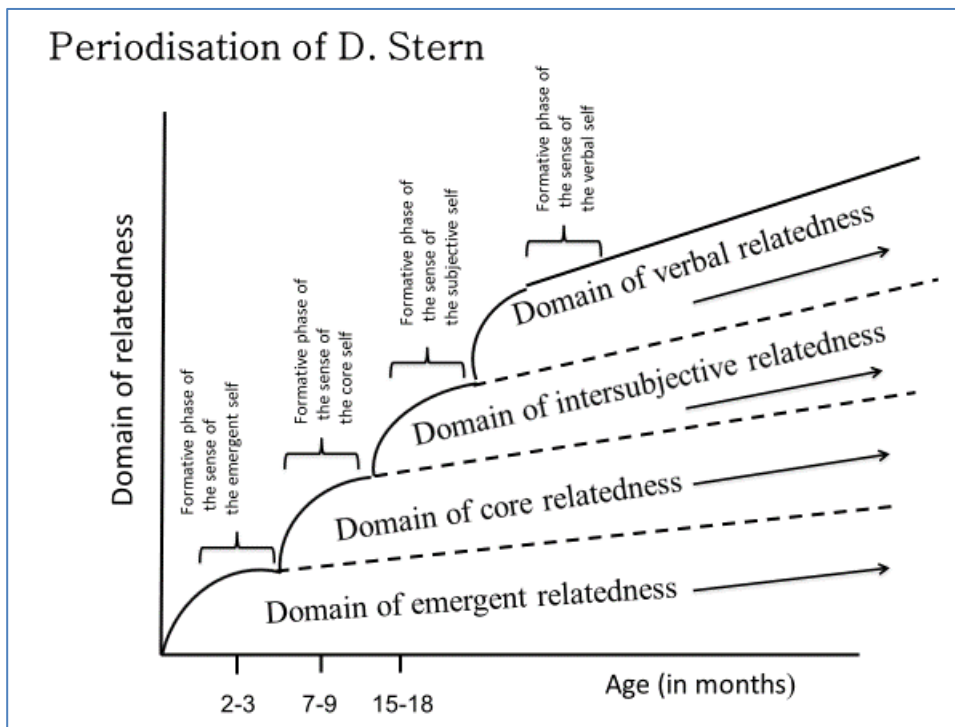 Periodisation of D. Stern
Domain of relatedness
Formative phase of
the sense of
the emergent self
Formative phase of
the sense of
the core self
Formative phase of
the sense of
the subjective self
Formative phase of
the sense of
the verbal self
Domain of verbal relatedness
Domain of intersubjective relatedness
Domain of core relatedness
Domain of emergent relatedness
2-3
7-9
15-18
Age (in months)